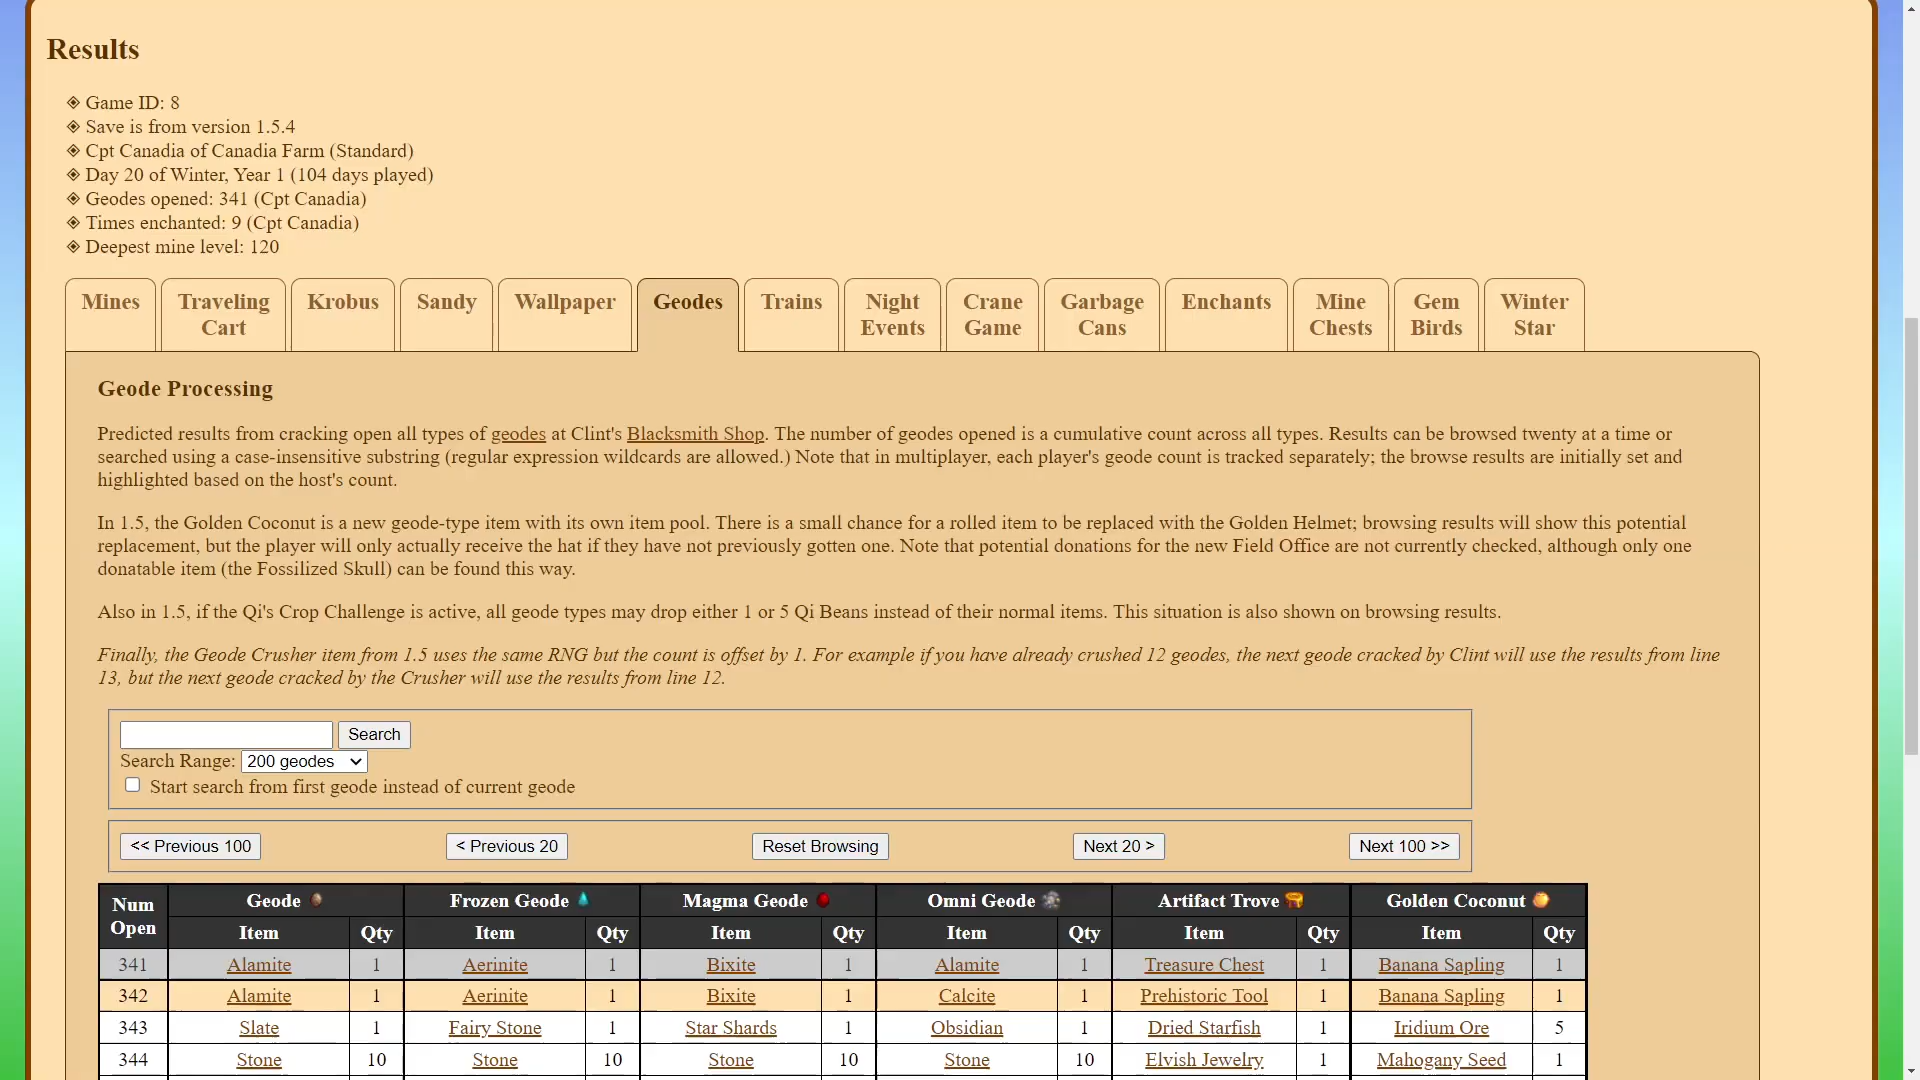 Results
◈ Game ID: 8
◈ Save is from version 1.5.4
◈ Cpt Canadia of Canadia Farm (Standard)
◈ Day 20 of Winter, Year 1 (104 days played)
◈ Geodes opened: 341 (Cpt Canadia)
◈ Times enchanted: 9 (Cpt Canadia)
◈ Deepest mine level: 120
Mines Traveling Cart Krobus Sandy Wallpaper Geodes Trains Night Events Crane Game Garbage Cans Enchants Mine Chests Gem Birds Winter Star
Geode Processing
Predicted results from cracking open all types of geodes at Clint's Blacksmith Shop. The number of geodes opened is a cumulative count across all types. Results can be browsed twenty at a time or
searched using a case-insensitive substring (regular expression wildcards are allowed.) Note that in multiplayer, each player's geode count is tracked separately; the browse results are initially set and
highlighted based on the host's count.
In 1.5, the Golden Coconut is a new geode-type item with its own item pool. There is a small chance for a rolled item to be replaced with the Golden Helmet; browsing results will show this potential
replacement, but the player will only actually receive the hat if they have not previously gotten one. Note that potential donations for the new Field Office are not currently checked, although only one
donatable item (the Fossilized Skull) can be found this way.
Also in 1.5, if the Qi's Crop Challenge is active, all geode types may drop either 1 or 5 Qi Beans instead of their normal items. This situation is also shown on browsing results.
Finally, the Geode Crusher item from 1.5 uses the same RNG but the count is offset by 1. For example if you have already crushed 12 geodes, the next geode cracked by Clint will use the results from line
13, but the next geode cracked by the Crusher will use the results from line 12.
Search
Search Range: 200 geodes
Start search from first geode instead of current geode
<< Previous 100 < Previous 20 Reset Browsing Next 20 > Next 100 >>
Num Open Geode Frozen Geode Magma Geode Omni Geode Artifact Trove Golden Coconut
Item Qty Item Qty Item Qty Item Qty Item Qty Item Qty
341 Alamite 1 Aerinite 1 Bixite 1 Alamite 1 Treasure Chest 1 Banana Sapling 1
342 Alamite 1 Aerinite 1 Bixite 1 Calcite 1 Prehistoric Tool 1 Banana Sapling 1
343 Slate 1 Fairy Stone 1 Star Shards 1 Obsidian 1 Dried Starfish 1 Iridium Ore 5
344 Stone 10 Stone 10 Stone 10 Stone 10 Elvish Jewelry 1 Mahogany Seed 1